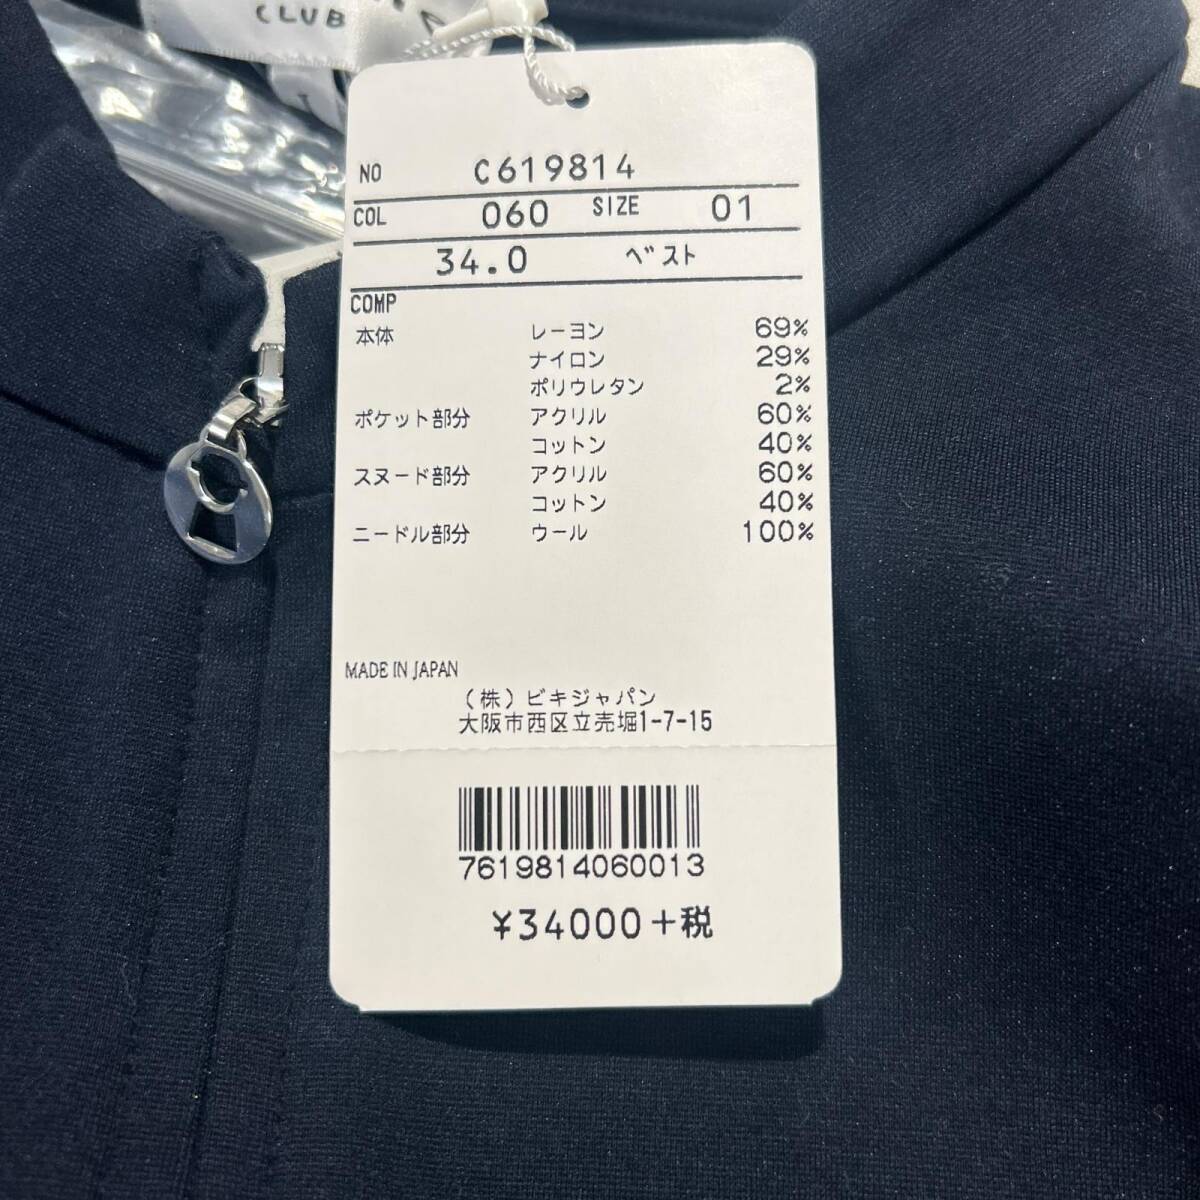 CLUB
NO C619814
COL 060 SIZE 01
34.0 ベスト
COMP
本体 レーヨン 69%
ナイロン 29%
ポリウレタン 2%
ポケット部分 アクリル 60%
コットン 40%
スヌード部分 アクリル 60%
コットン 40%
ニードル部分 ウール 100%
MADE IN JAPAN
(株)ビキジャパン
大阪市西区立売堀1-7-15
7619814060013
¥34000+税